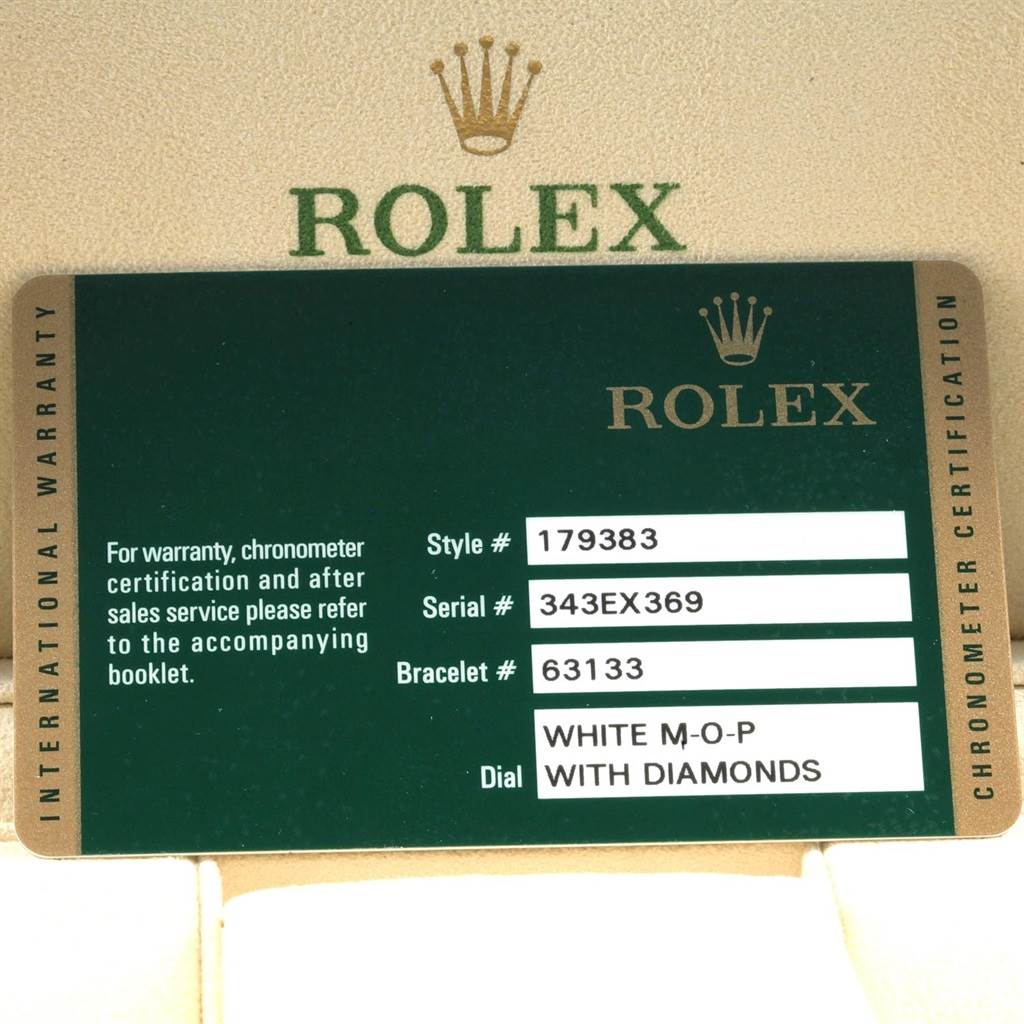 ROLEX
INTERNATIONAL WARRANTY
ROLEX
For warranty, chronometer
certification and after
sales service please refer
to the accompanying
booklet.
Style # 179383
Serial # 343EX369
Bracelet # 63133
Dial WHITE M-O-P
WITH DIAMONDS
CHRONOMETER CERTIFICATION